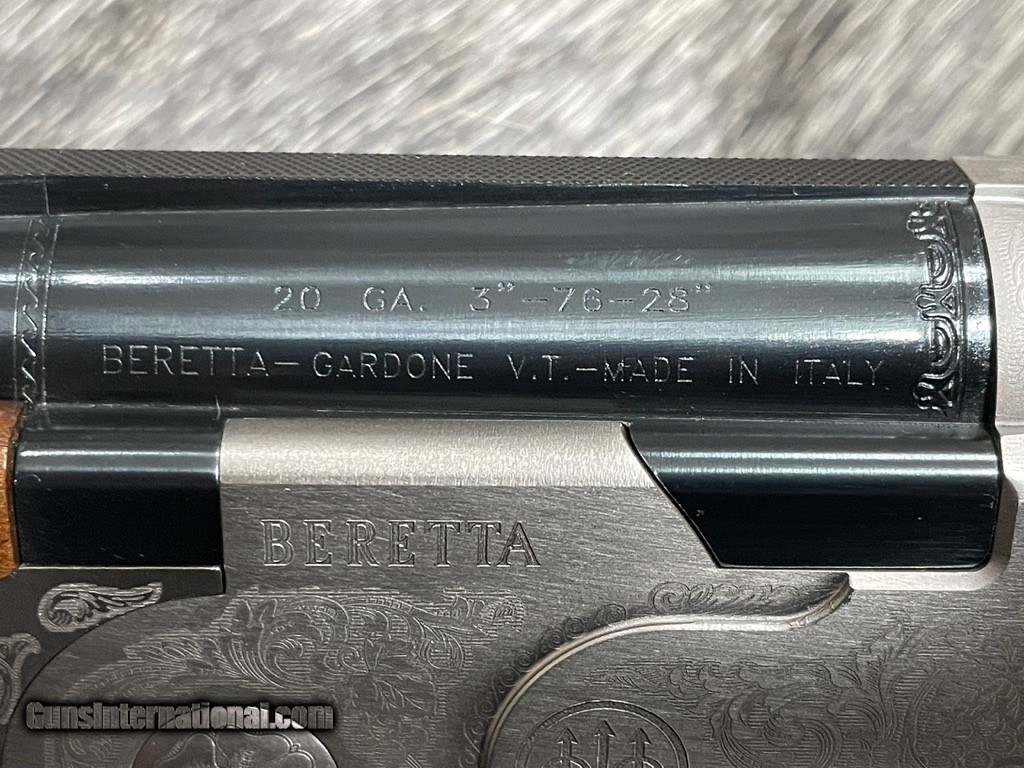 20 GA. 3"-76-28"
BERETTA-GARDONE V.T.-MADE IN ITALY
BERETTA
GunsInternational.com